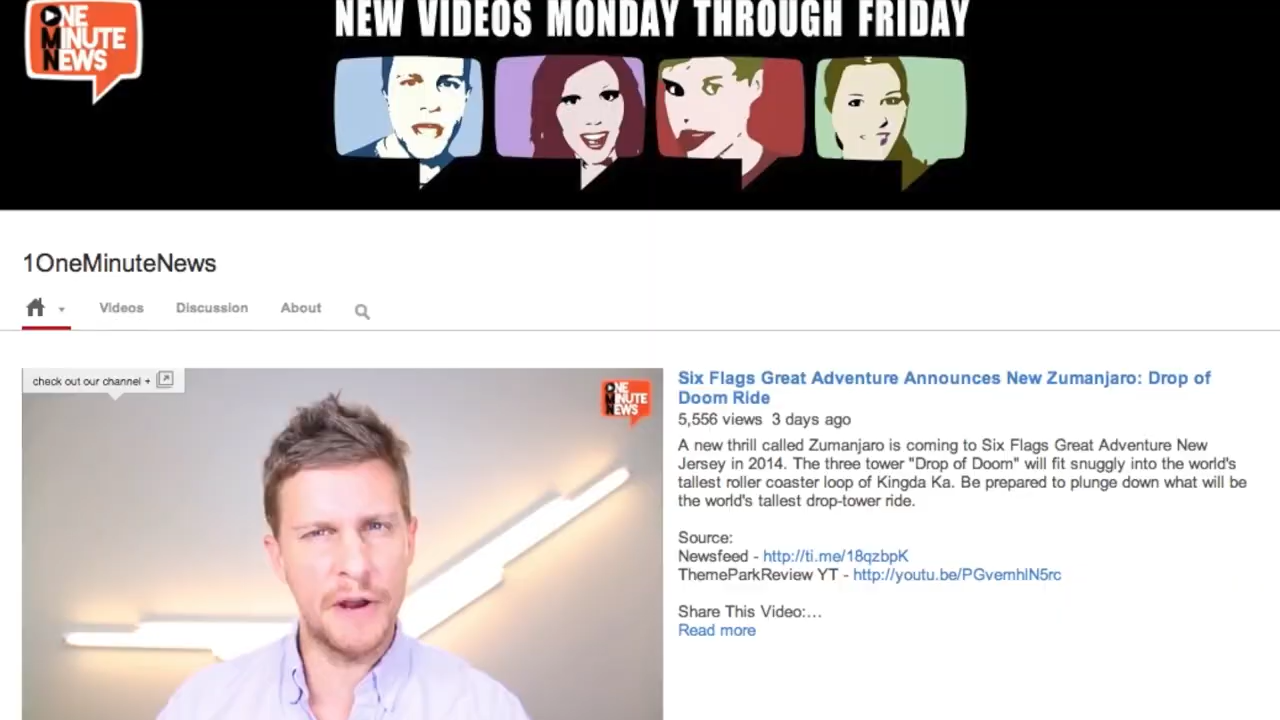 ONE
MINUTE
NEWS
NEW VIDEOS MONDAY THROUGH FRIDAY
1OneMinuteNews
Videos Discussion About
check out our channel +
ONE
MINUTE
NEWS
Six Flags Great Adventure Announces New Zumanjaro: Drop of
Doom Ride
5,556 views 3 days ago
A new thrill called Zumanjaro is coming to Six Flags Great Adventure New
Jersey in 2014. The three tower "Drop of Doom" will fit snuggly into the world's
tallest roller coaster loop of Kingda Ka. Be prepared to plunge down what will be
the world's tallest drop-tower ride.
Source:
Newsfeed - http://ti.me/18qzbpK
ThemeParkReview YT - http://youtu.be/PGvemhlN5rc
Share This Video:...
Read more